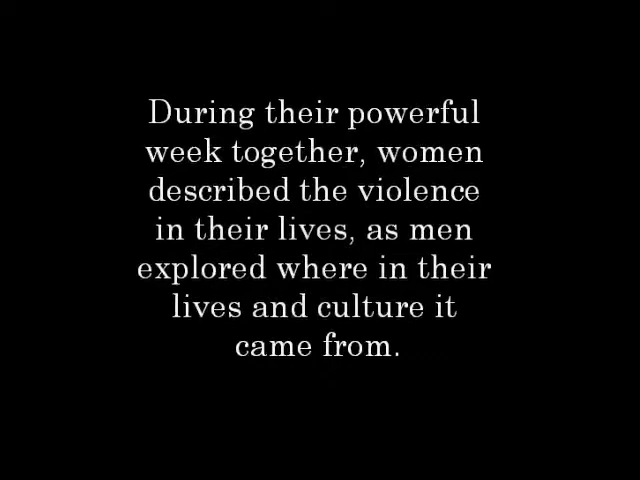 During their powerful
week together, women
described the violence
in their lives, as men
explored where in their
lives and culture it
came from.